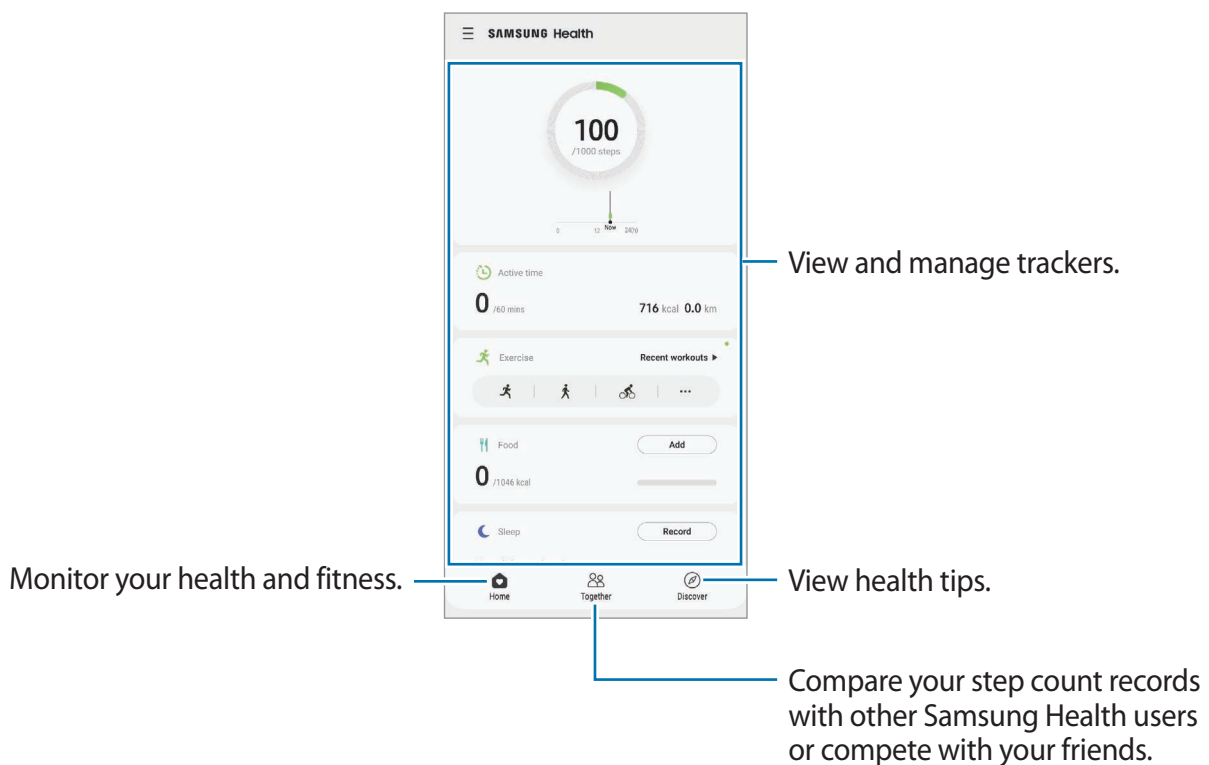 SAMSUNG Health
100
/1000 steps
0 12 Now 24(h)
Active time
0 /60 mins 716 kcal 0.0 km
Exercise Recent workouts
Food Add
0 /1046 kcal
Sleep Record
Home Together Discover
View and manage trackers.
Monitor your health and fitness.
View health tips.
Compare your step count records
with other Samsung Health users
or compete with your friends.